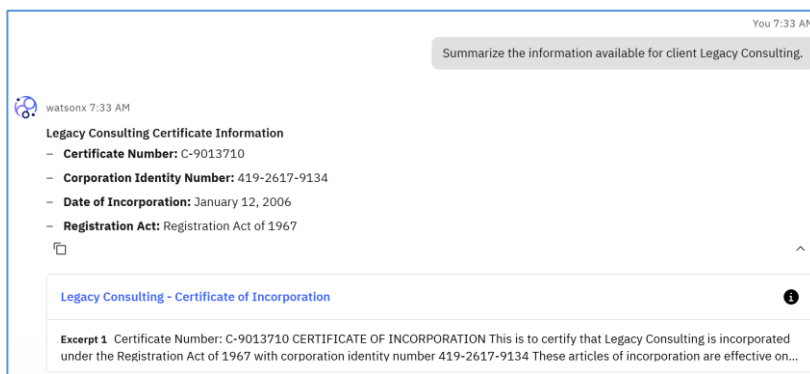 You 7:33 AM
Summarize the information available for client Legacy Consulting.
watsonx 7:33 AM
Legacy Consulting Certificate Information
– Certificate Number: C-9013710
– Corporation Identity Number: 419-2617-9134
– Date of Incorporation: January 12, 2006
– Registration Act: Registration Act of 1967
Legacy Consulting - Certificate of Incorporation
Excerpt 1 Certificate Number: C-9013710 CERTIFICATE OF INCORPORATION This is to certify that Legacy Consulting is incorporated
under the Registration Act of 1967 with corporation identity number 419-2617-9134 These articles of incorporation are effective on...